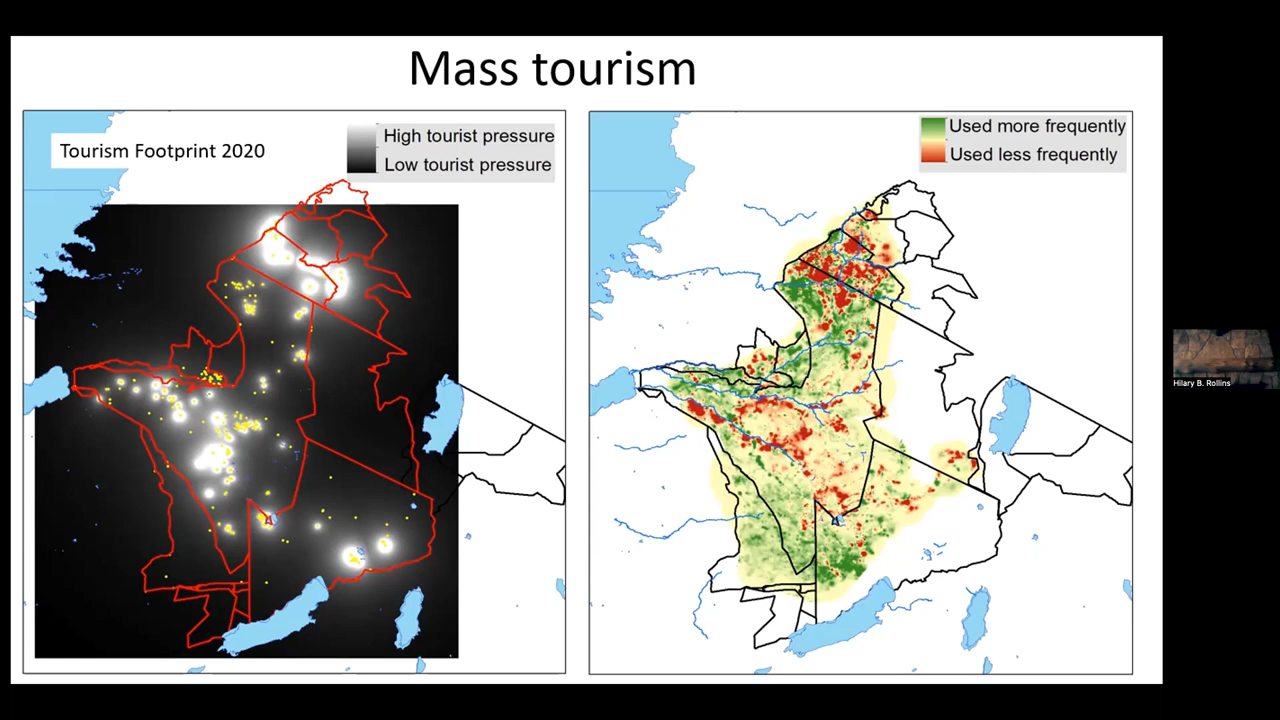 Mass tourism
Tourism Footprint 2020
High tourist pressure
Low tourist pressure
Used more frequently
Used less frequently
Hilary B. Rollins